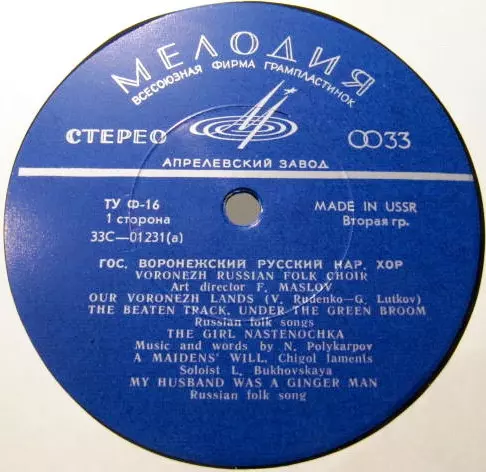 МЕЛОДИЯ
ВСЕСОЮЗНАЯ ФИРМА ГРАМПЛАСТИНОК
СТЕРЕО 33
АПРЕЛЕВСКИЙ ЗАВОД
ТУ Ф-16 MADE IN USSR
1 сторона Вторая гр.
33С—01231(а)
ГОС. ВОРОНЕЖСКИЙ РУССКИЙ НАР. ХОР
VORONEZH RUSSIAN FOLK CHOIR
Art director F. MASLOV
OUR VORONEZH LANDS (V. Rudenko—G. Lutkov)
THE BEATEN TRACK, UNDER THE GREEN BROOM
Russian folk songs
THE GIRL NASTENOCHKA
Music and words by N. Polykarpov
A MAIDENS' WILL, Chigol laments
Soloist L. Bukhovskaya
MY HUSBAND WAS A GINGER MAN
Russian folk song